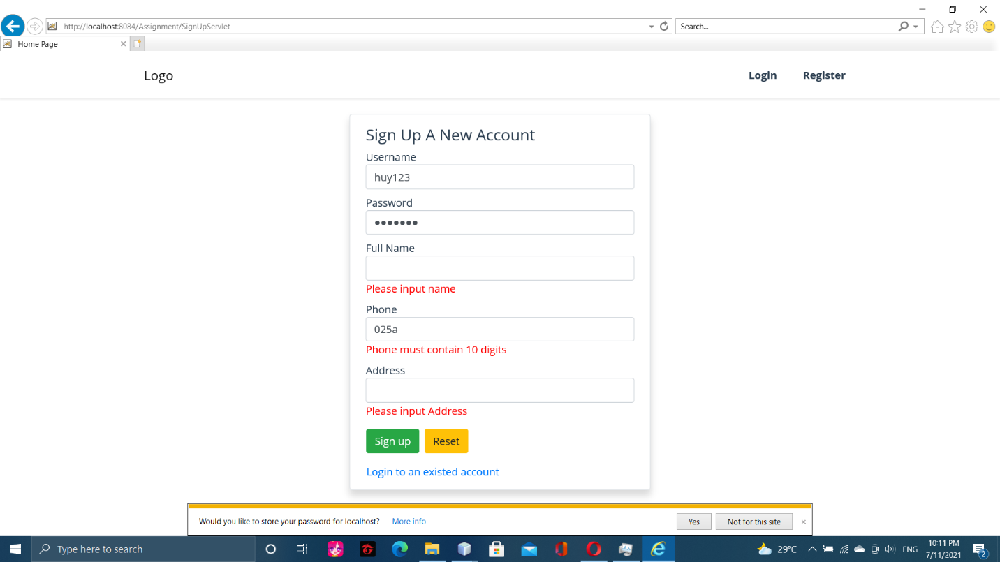 http://localhost:8084/Assignment/SignUpServlet
Search...
Home Page
Logo
Login
Register
Sign Up A New Account
Username
huy123
Password
Full Name
Please input name
Phone
025a
Phone must contain 10 digits
Address
Please input Address
Sign up
Reset
Login to an existed account
Would you like to store your password for localhost?
More info
Yes
Not for this site
Type here to search
29°C
ENG
10:11 PM
7/11/2021
2